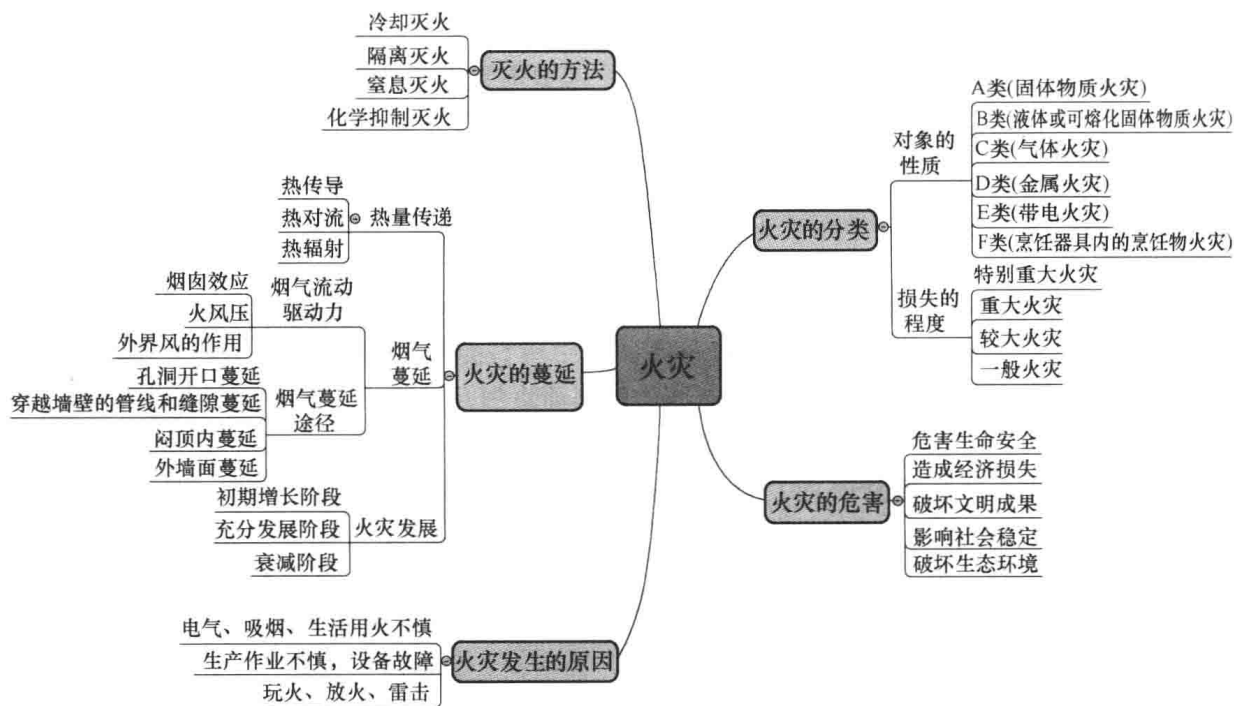 冷却灭火
隔离灭火
窒息灭火
化学抑制灭火
灭火的方法
热传导
热对流
热辐射
热量传递
烟囱效应
火风压
外界风的作用
烟气流动
驱动力
孔洞开口蔓延
穿越墙壁的管线和缝隙蔓延
闷顶内蔓延
外墙面蔓延
烟气蔓延
途径
烟气
蔓延
初期增长阶段
充分发展阶段
衰减阶段
火灾发展
火灾的蔓延
电气、吸烟、生活用火不慎
生产作业不慎，设备故障
玩火、放火、雷击
火灾发生的原因
火灾
火灾的分类
对象的
性质
A类(固体物质火灾)
B类(液体或可熔化固体物质火灾)
C类(气体火灾)
D类(金属火灾)
E类(带电火灾)
F类(烹饪器具内的烹饪物火灾)
损失的
程度
特别重大火灾
重大火灾
较大火灾
一般火灾
火灾的危害
危害生命安全
造成经济损失
破坏文明成果
影响社会稳定
破坏生态环境